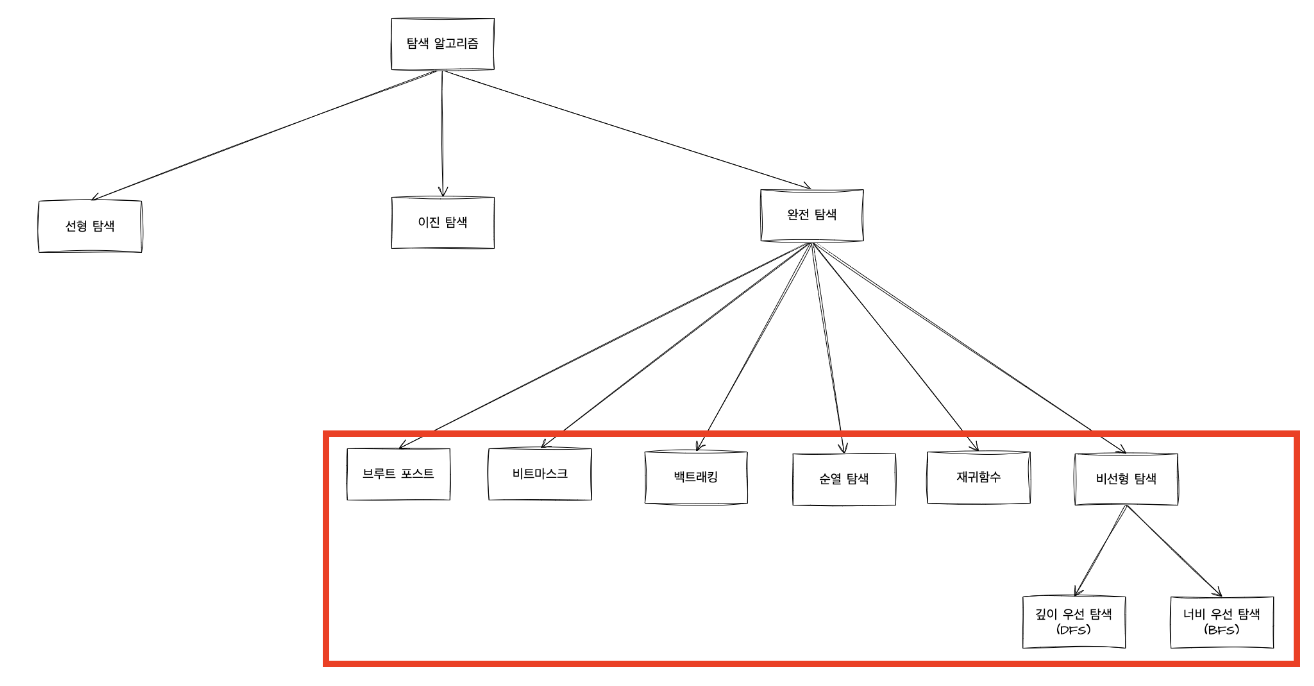 탐색 알고리즘
선형 탐색
이진 탐색
완전 탐색
브루트 포스트
비트마스크
백트래킹
순열 탐색
재귀함수
비선형 탐색
깊이 우선 탐색
(DFS)
너비 우선 탐색
(BFS)